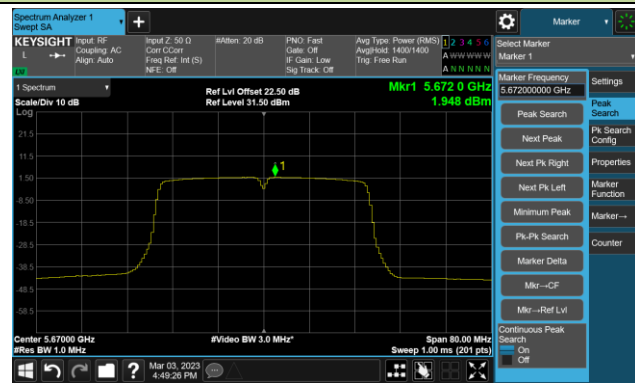 Spectrum Analyzer 1
Swept SA
Marker
KEYSIGHT
L
LW
Input: RF
Coupling: AC
Align: Auto
Input Z: 50 Ω
Corr CCorr
Freq Ref: Int (S)
NFE: Off
#Atten: 20 dB
PNO: Fast
Gate: Off
IF Gain: Low
Sig Track: Off
Avg Type: Power (RMS)
Avg|Hold: 1400/1400
Trig: Free Run
1 2 3 4 5 6
A W W W W W
A N N N N N
Select Marker
Marker 1
1 Spectrum
Scale/Div 10 dB
Log
Ref Lvl Offset 22.50 dB
Ref Level 31.50 dBm
Mkr1 5.672 0 GHz
1.948 dBm
21.5
11.5
1.50
-8.50
-18.5
-28.5
-38.5
-48.5
-58.5
1
Center 5.67000 GHz
#Res BW 1.0 MHz
#Video BW 3.0 MHz*
Span 80.00 MHz
Sweep 1.00 ms (201 pts)
Marker Frequency
5.672000000 GHz
Peak Search
Next Peak
Next Pk Right
Next Pk Left
Minimum Peak
Pk-Pk Search
Marker Delta
Mkr→CF
Mkr→Ref Lvl
Continuous Peak
Search
On
Off
Settings
Peak
Search
Pk Search
Config
Properties
Marker
Function
Marker→
Counter
?
Mar 03, 2023
4:49:26 PM